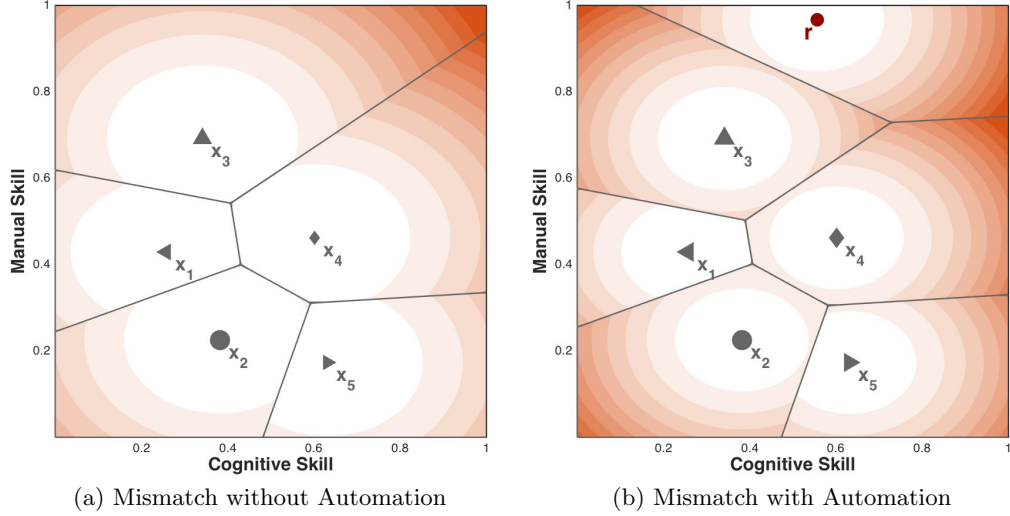 1
0.8
0.6
0.4
0.2
Manual Skill
x3
x1
x4
x2
x5
0.2
0.4
0.6
0.8
1
Cognitive Skill
(a) Mismatch without Automation
1
0.8
0.6
0.4
0.2
Manual Skill
r
x3
x1
x4
x2
x5
0.2
0.4
0.6
0.8
1
Cognitive Skill
(b) Mismatch with Automation